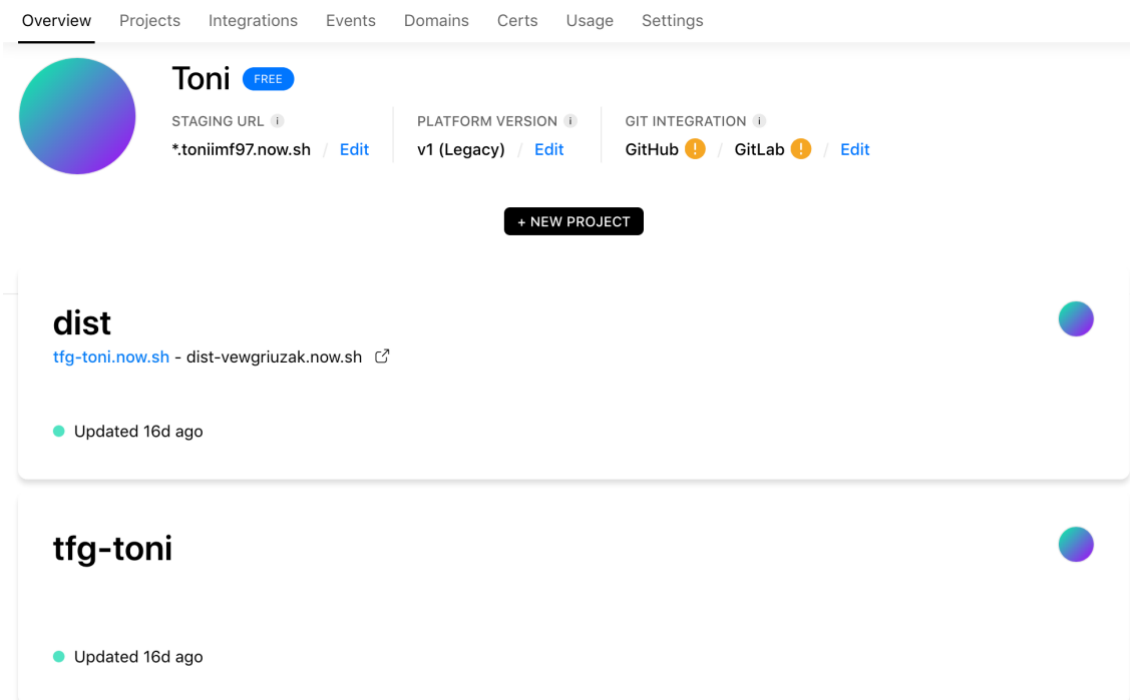 Overview Projects Integrations Events Domains Certs Usage Settings
Toni FREE
STAGING URL i PLATFORM VERSION i GIT INTEGRATION i
*.toniimf97.now.sh / Edit v1 (Legacy) / Edit GitHub ! / GitLab ! / Edit
+ NEW PROJECT
dist
tfg-toni.now.sh - dist-vewgriuzak.now.sh
Updated 16d ago
tfg-toni
Updated 16d ago